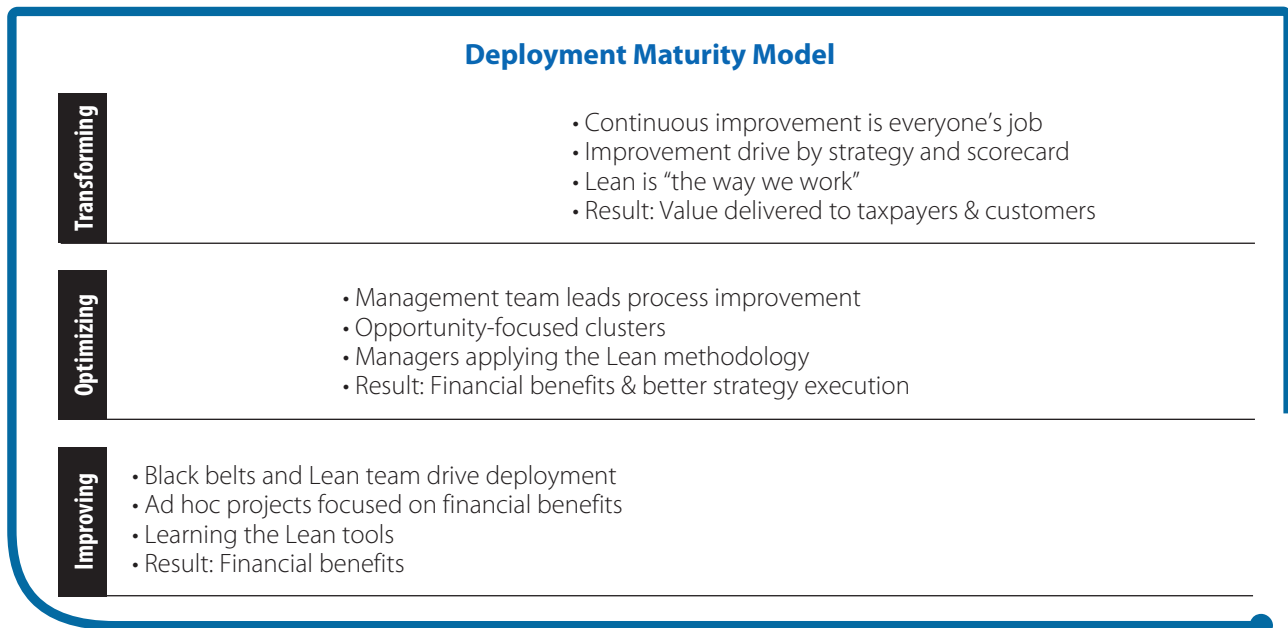 Deployment Maturity Model
Transforming
• Continuous improvement is everyone’s job
• Improvement drive by strategy and scorecard
• Lean is “the way we work”
• Result: Value delivered to taxpayers & customers
Optimizing
• Management team leads process improvement
• Opportunity-focused clusters
• Managers applying the Lean methodology
• Result: Financial benefits & better strategy execution
Improving
• Black belts and Lean team drive deployment
• Ad hoc projects focused on financial benefits
• Learning the Lean tools
• Result: Financial benefits